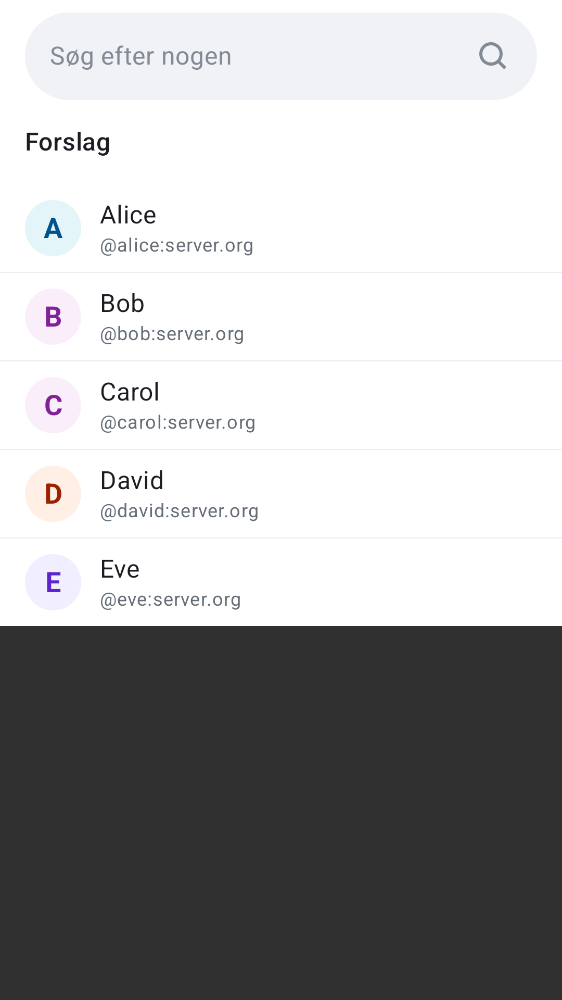 Søg efter nogen
Forslag
A
Alice
@alice:server.org
B
Bob
@bob:server.org
C
Carol
@carol:server.org
D
David
@david:server.org
E
Eve
@eve:server.org